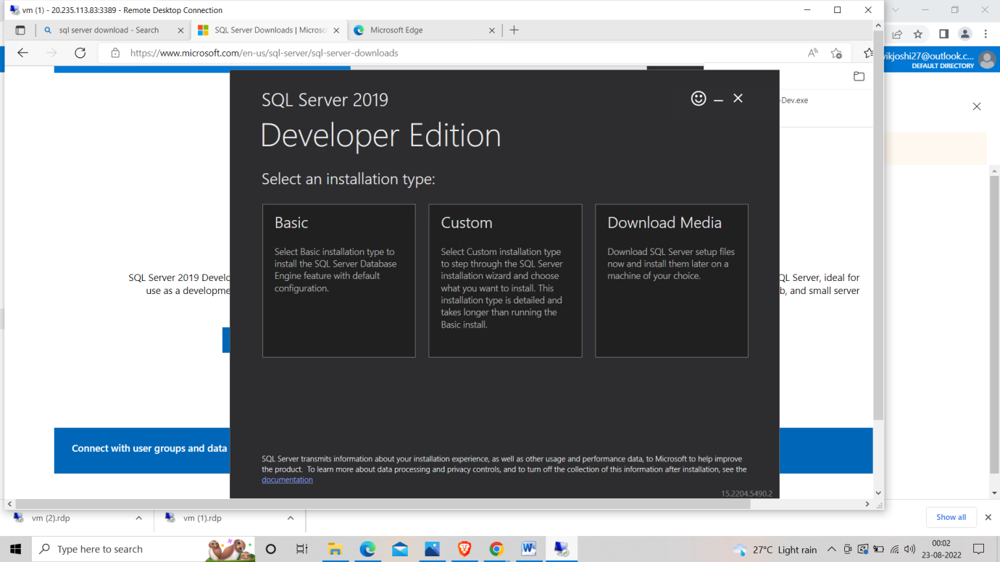 vm (1) - 20.235.113.83:3389 - Remote Desktop Connection
sql server download - Search
SQL Server Downloads | Microso
Microsoft Edge
https://www.microsoft.com/en-us/sql-server/sql-server-downloads
vikjoshi27@outlook.c...
DEFAULT DIRECTORY
-Dev.exe
SQL Server 2019
Developer Edition
Select an installation type:
Basic
Select Basic installation type to
install the SQL Server Database
Engine feature with default
configuration.
Custom
Select Custom installation type
to step through the SQL Server
installation wizard and choose
what you want to install. This
installation type is detailed and
takes longer than running the
Basic install.
Download Media
Download SQL Server setup files
now and install them later on a
machine of your choice.
SQL Server 2019 Develo
use as a developme
QL Server, ideal for
b, and small server
Connect with user groups and data
SQL Server transmits information about your installation experience, as well as other usage and performance data, to Microsoft to help improve
the product. To learn more about data processing and privacy controls, and to turn off the collection of this information after installation, see the
documentation
15.2204.5490.2
vm (2).rdp
vm (1).rdp
Show all
Type here to search
27°C Light rain
00:02
23-08-2022